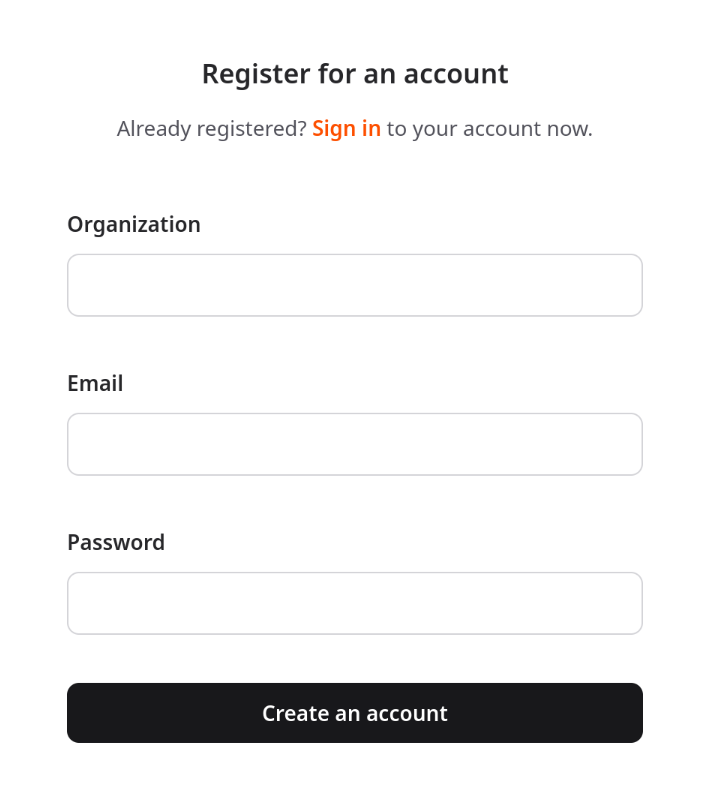 Register for an account
Already registered? Sign in to your account now.
Organization
Email
Password
Create an account